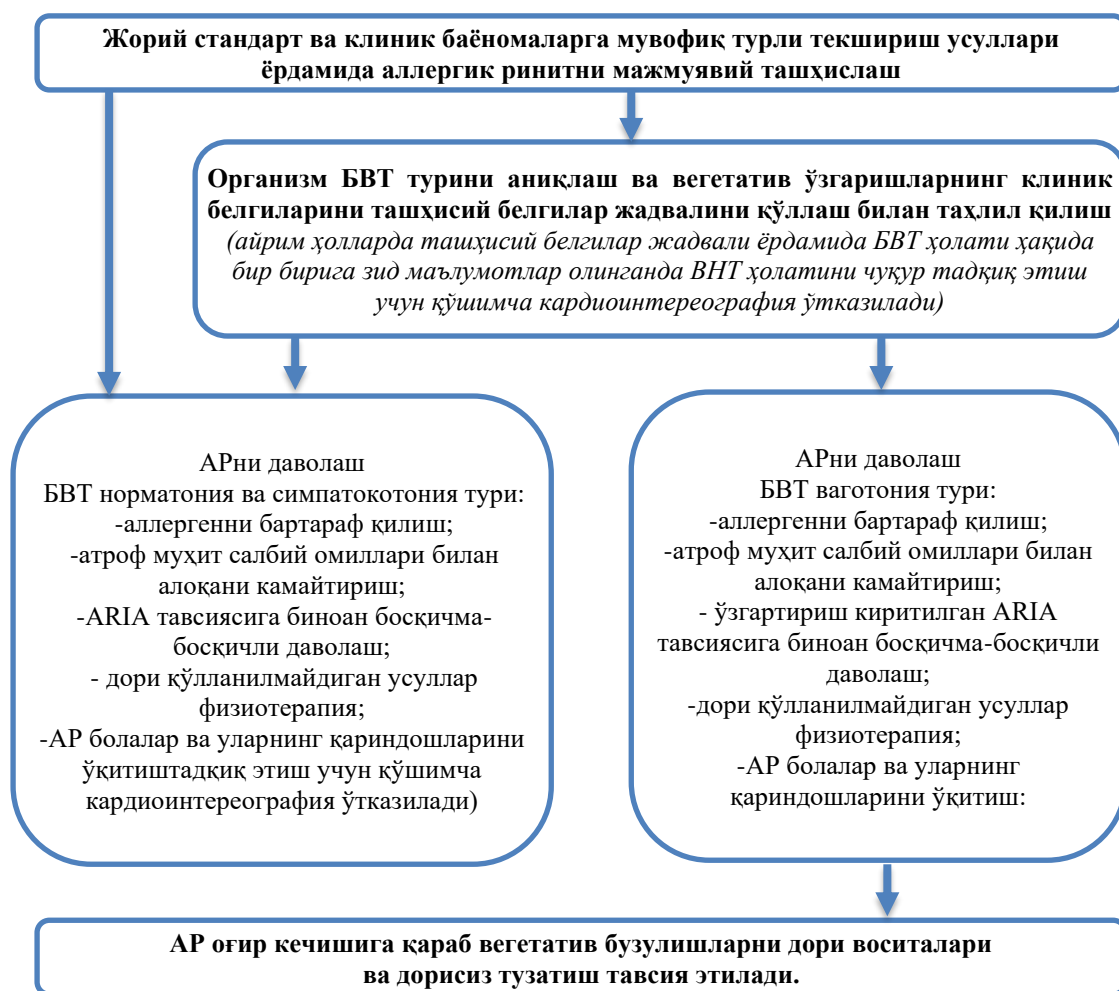 Жорий стандарт ва клиник баёномаларга мувофиқ турли текшириш усуллари
ёрдамида аллергик ринитни мажмуявий ташҳислаш
Организм БВТ турини аниқлаш ва вегетатив ўзгаришларнинг клиник
белгиларини ташҳисий белгилар жадвалини қўллаш билан таҳлил қилиш
(айрим ҳолларда ташҳисий белгилар жадвали ёрдамида БВТ ҳолати ҳақида
бир бирига зид маълумотлар олинганда ВНТ ҳолатини чуқур тадқиқ этиш
учун қўшимча кардиоинтереография ўтказилади)
АРни даволаш
БВТ норматония ва симпатокотония тури:
-аллергенни бартараф қилиш;
-атроф муҳит салбий омиллари билан
алоқани камайтириш;
-ARIA тавсиясига биноан босқичма-
босқичли даволаш;
- дори қўлланилмайдиган усуллар
физиотерапия;
-АР болалар ва уларнинг қариндошларини
ўқитиштадқиқ этиш учун қўшимча
кардиоинтереография ўтказилади)
АРни даволаш
БВТ ваготония тури:
-аллергенни бартараф қилиш;
-атроф муҳит салбий омиллари билан
алоқани камайтириш;
- ўзгартириш киритилган ARIA
тавсиясига биноан босқичма-босқичли
даволаш;
-дори қўлланилмайдиган усуллар
физиотерапия;
-АР болалар ва уларнинг
қариндошларини ўқитиш:
АР оғир кечишига қараб вегетатив бузулишларни дори воситалари
ва дорисиз тузатиш тавсия этилади.